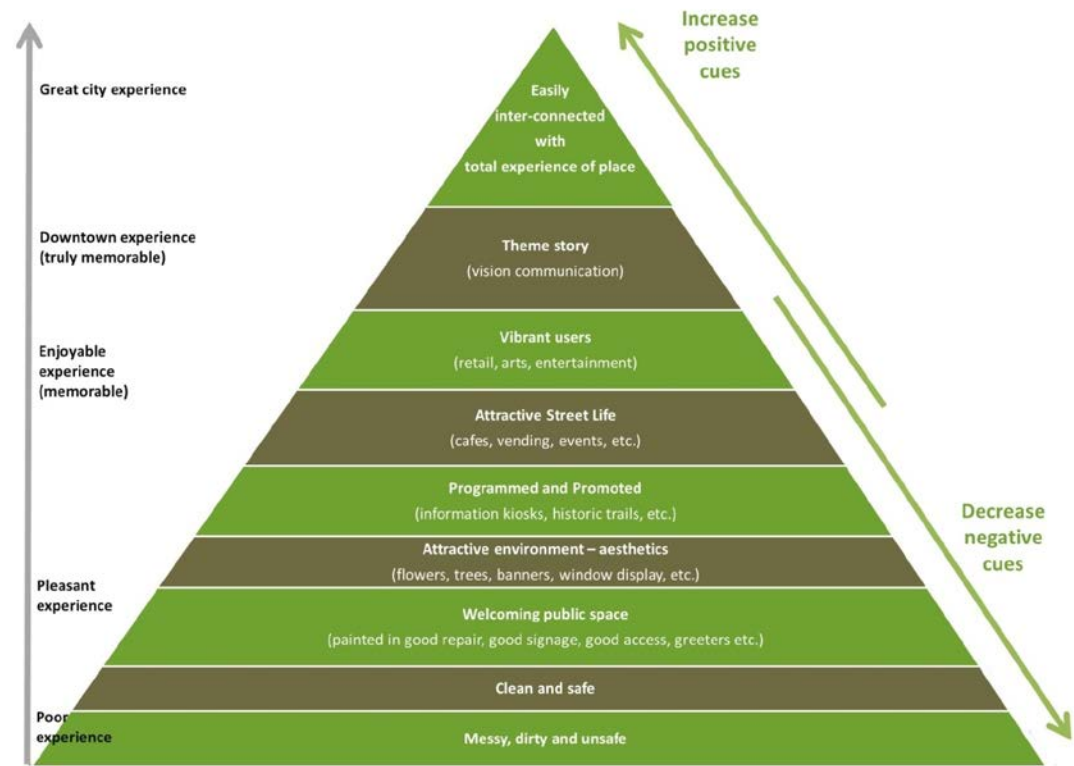 Increase
positive
cues
Great city experience
Easily
inter-connected
with
total experience of place
Downtown experience
(truly memorable)
Theme story
(vision communication)
Enjoyable
experience
(memorable)
Vibrant users
(retail, arts, entertainment)
Attractive Street Life
(cafes, vending, events, etc.)
Programmed and Promoted
(information kiosks, historic trails, etc.)
Decrease
negative
cues
Attractive environment – aesthetics
(flowers, trees, banners, window display, etc.)
Pleasant
experience
Welcoming public space
(painted in good repair, good signage, good access, greeters etc.)
Clean and safe
Poor
experience
Messy, dirty and unsafe